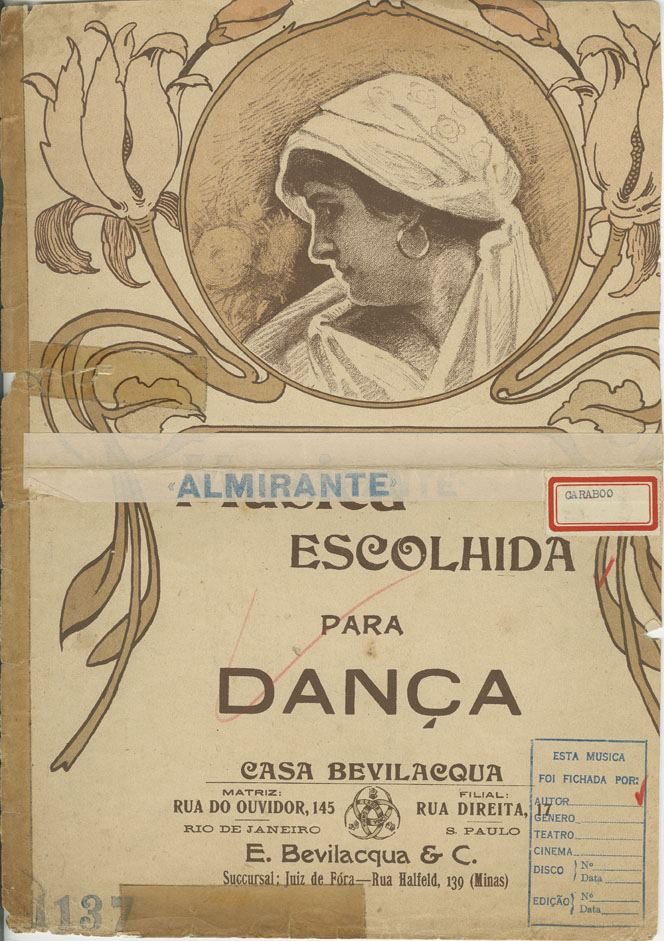 «ALMIRANTE»
CARABOO
Musica
ESCOLHIDA
PARA
DANÇA
CASA BEVILACQUA
MATRIZ:
RUA DO OUVIDOR, 145
RIO DE JANEIRO
FILIAL:
RUA DIREITA, 17
S. PAULO
E. Bevilacqua & C.
Succursal: Juiz de Fóra—Rua Halfeld, 139 (Minas)
ESTA MUSICA
FOI FICHADA POR:
AUTOR
GÊNERO
TEATRO
CINEMA
DISCO Nº
Data
EDIÇÃO Nº
Data
1137